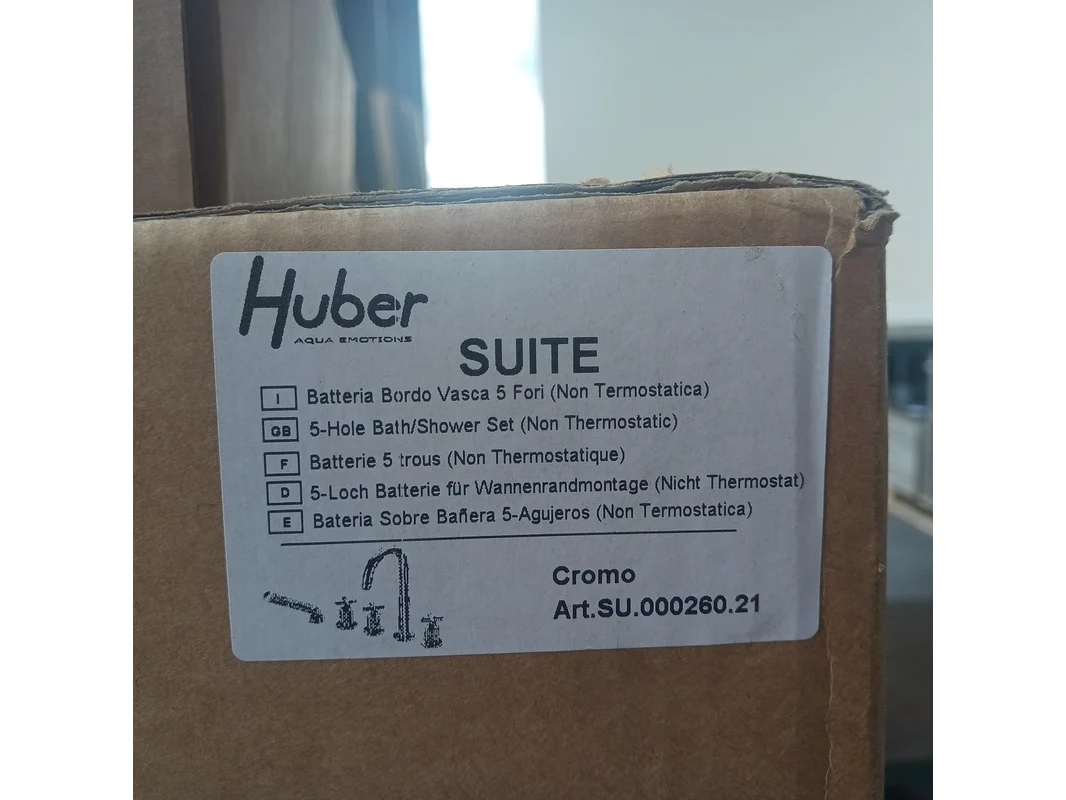 Huber
AQUA EMOTIONS
SUITE
I Batteria Bordo Vasca 5 Fori (Non Termostatica)
GB 5-Hole Bath/Shower Set (Non Thermostatic)
F Batterie 5 trous (Non Thermostatique)
D 5-Loch Batterie für Wannenrandmontage (Nicht Thermostat)
E Bateria Sobre Bañera 5-Agujeros (Non Termostatica)
Cromo
Art.SU.000260.21